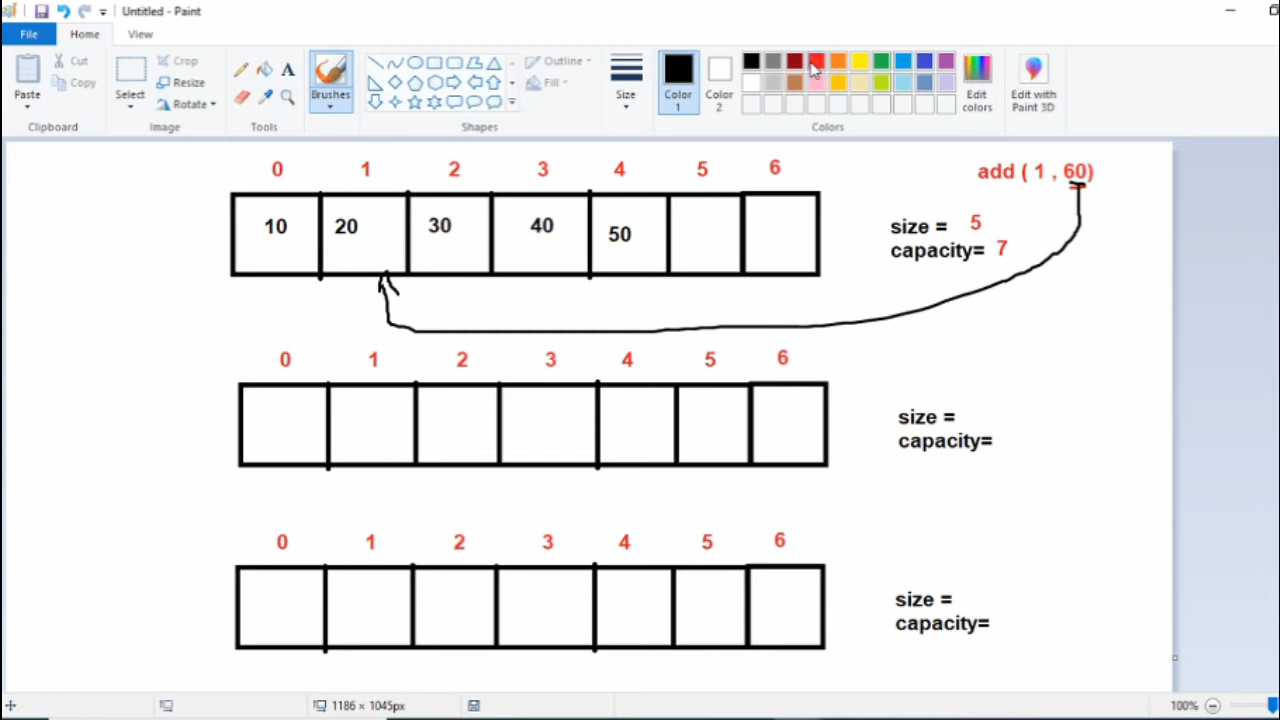 Untitled - Paint
File Home View
Paste
Cut
Copy
Clipboard
Select
Crop
Resize
Rotate
Image
A
Tools
Brushes
Outline
Fill
Shapes
Size
Color 1
Color 2
Colors
Edit colors
Edit with Paint 3D
0 1 2 3 4 5 6
10 20 30 40 50
add ( 1 , 60)
size = 5
capacity= 7
0 1 2 3 4 5 6
size =
capacity=
0 1 2 3 4 5 6
size =
capacity=
1186 × 1045px
100%